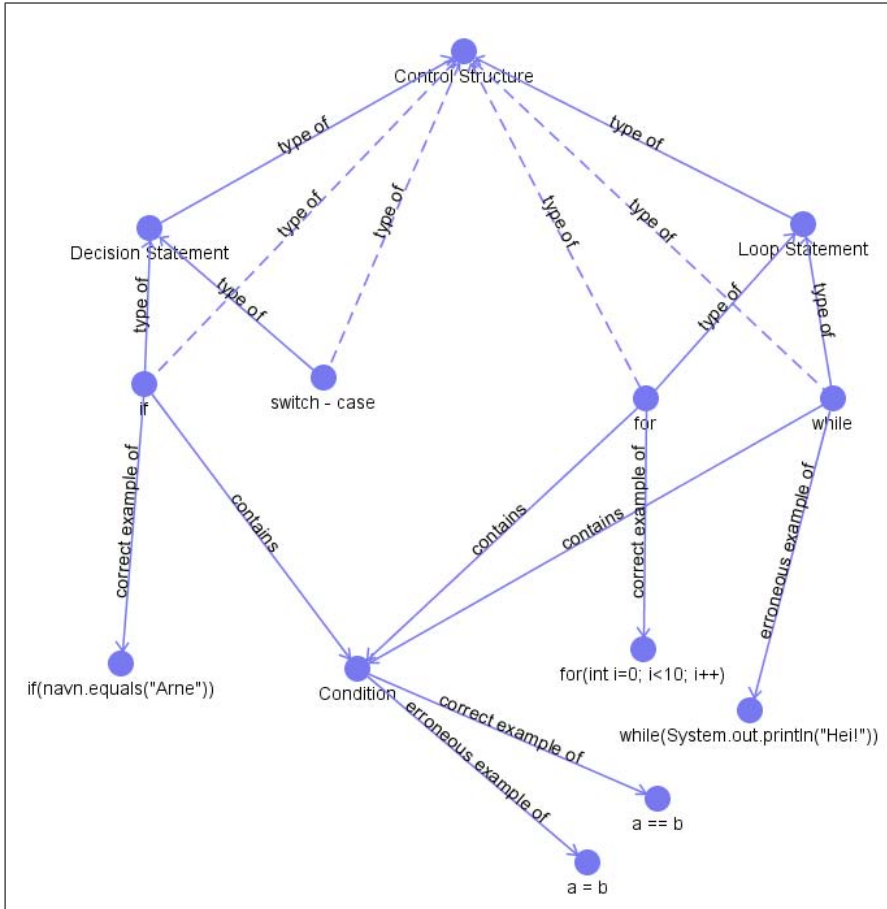 Control Structure
type of
type of
type of
type of
type of
type of
Decision Statement
Loop Statement
type of
type of
type of
type of
if
switch - case
for
while
correct example of
contains
contains
contains
correct example of
erroneous example of
if(navn.equals("Arne"))
Condition
for(int i=0; i<10; i++)
while(System.out.println("Hei!"))
correct example of
erroneous example of
a == b
a = b